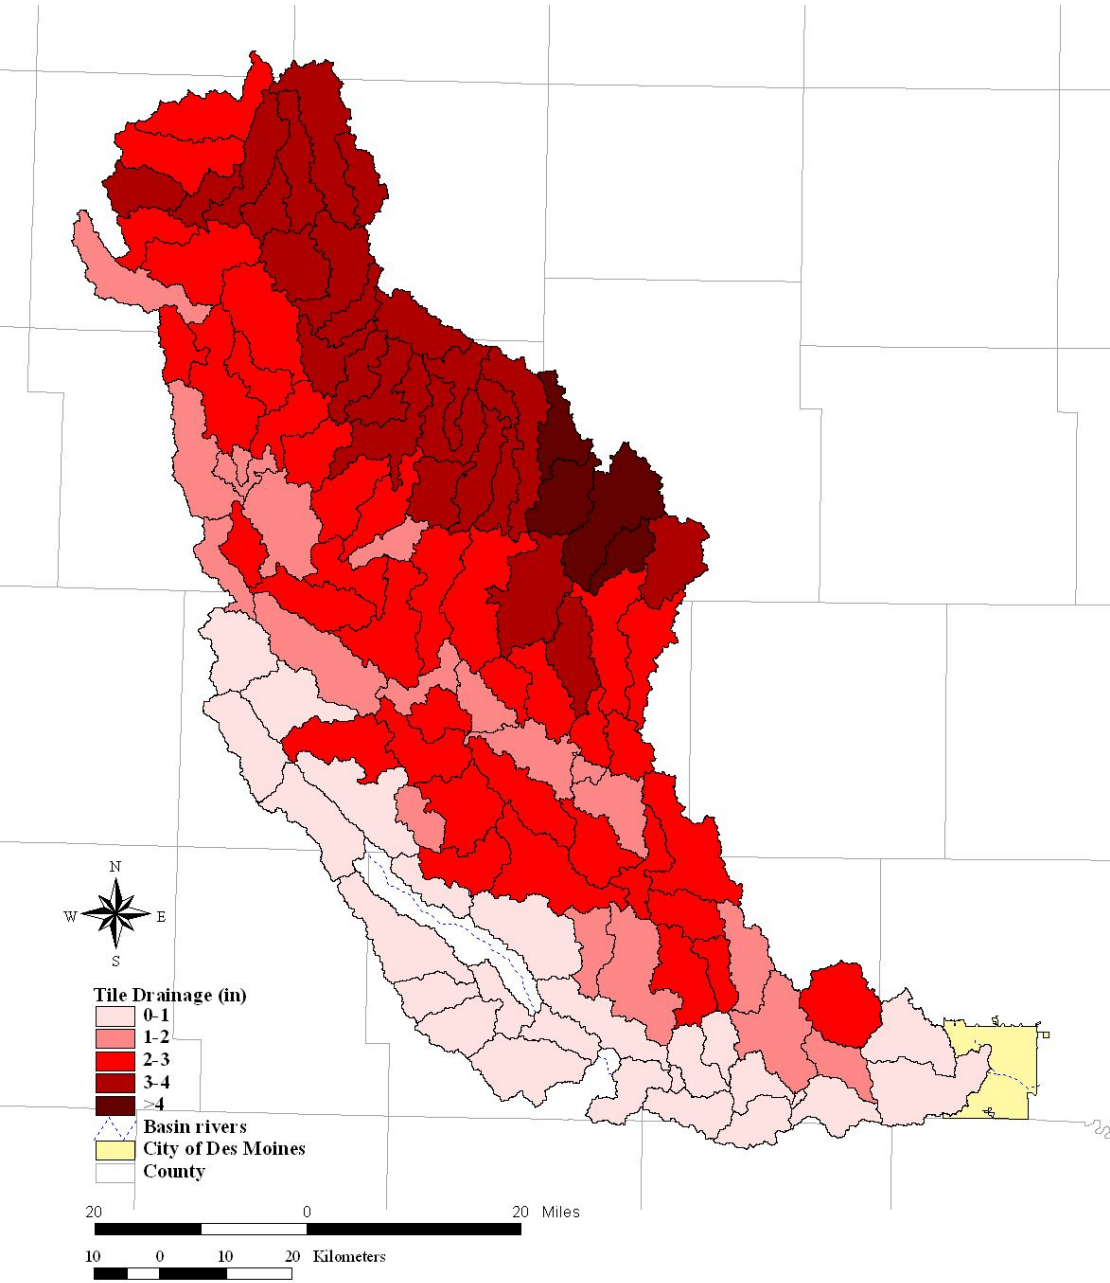 N
W E
S
Tile Drainage (in)
0-1
1-2
2-3
3-4
>4
Basin rivers
City of Des Moines
County
20 0 20 Miles
10 0 10 20 Kilometers